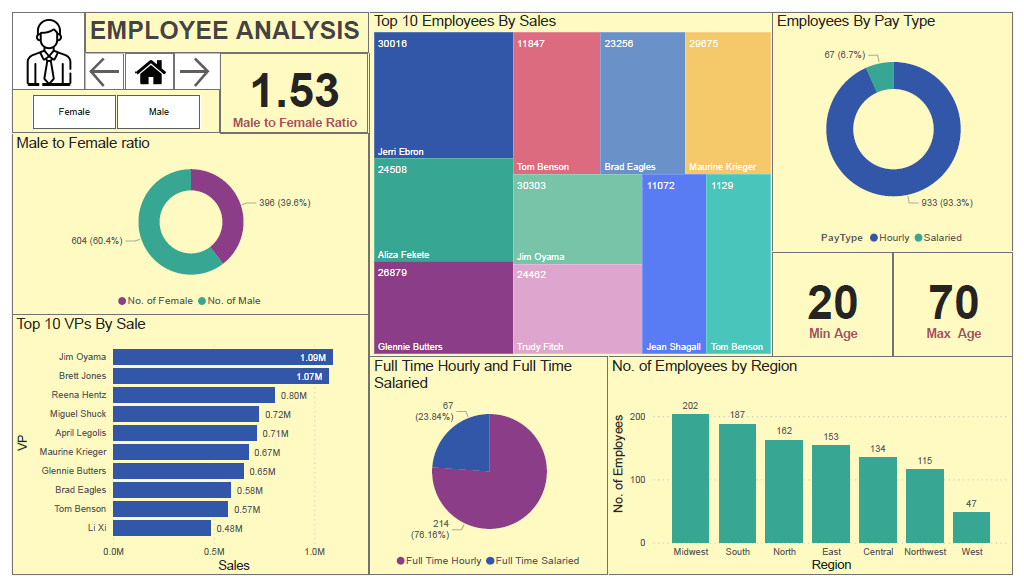 EMPLOYEE ANALYSIS
Female
Male
1.53
Male to Female Ratio
Male to Female ratio
396 (39.6%)
604 (60.4%)
No. of Female
No. of Male
Top 10 VPs By Sale
VP
Jim Oyama
1.09M
Brett Jones
1.07M
Reena Hentz
0.80M
Miguel Shuck
0.72M
April Legolis
0.71M
Maurine Krieger
0.67M
Glennie Butters
0.65M
Brad Eagles
0.58M
Tom Benson
0.57M
Li Xi
0.48M
0.0M
0.5M
1.0M
Sales
Top 10 Employees By Sales
30016
Jerri Ebron
24508
Aliza Fekete
26879
Glennie Butters
11847
Tom Benson
23256
Brad Eagles
29675
Maurine Krieger
30303
Jim Oyama
24462
Trudy Fitch
11072
Jean Shagall
1129
Tom Benson
Employees By Pay Type
67 (6.7%)
933 (93.3%)
PayType
Hourly
Salaried
20
Min Age
70
Max Age
Full Time Hourly and Full Time
Salaried
67
(23.84%)
214
(76.16%)
Full Time Hourly
Full Time Salaried
No. of Employees by Region
No. of Employees
200
100
0
202
187
162
153
134
115
47
Midwest
South
North
East
Central
Northwest
West
Region